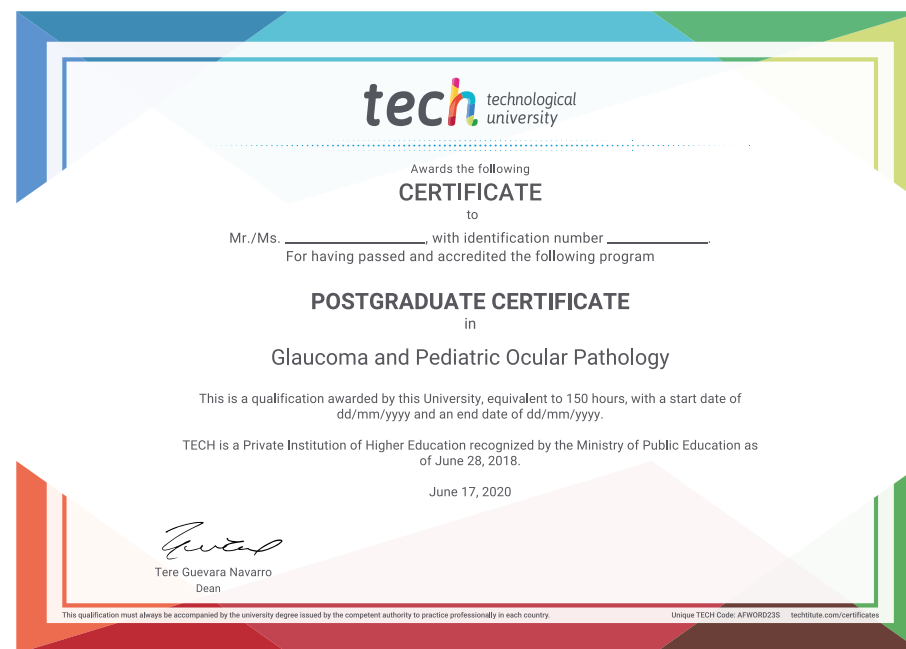 tech technological
university
Awards the following
CERTIFICATE
to
Mr./Ms. ____________________, with identification number ______________.
For having passed and accredited the following program
POSTGRADUATE CERTIFICATE
in
Glaucoma and Pediatric Ocular Pathology
This is a qualification awarded by this University, equivalent to 150 hours, with a start date of
dd/mm/yyyy and an end date of dd/mm/yyyy.
TECH is a Private Institution of Higher Education recognized by the Ministry of Public Education as
of June 28, 2018.
June 17, 2020
Tere Guevara Navarro
Dean
This qualification must always be accompanied by the university degree issued by the competent authority to practice professionally in each country. Unique TECH Code: AFWORD23S techtitute.com/certificates